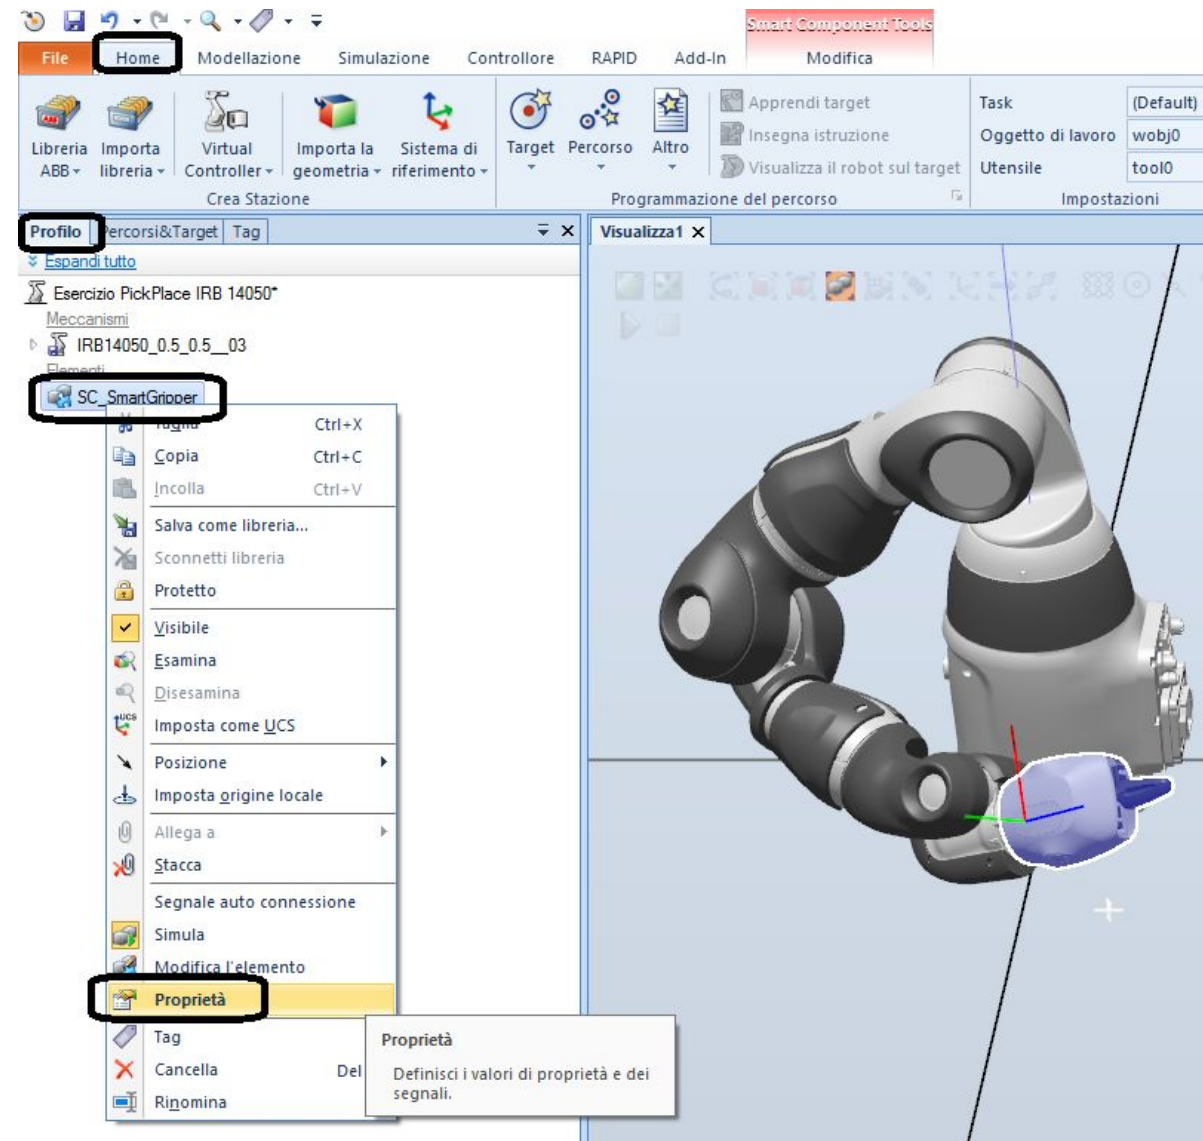 Smart Component Tools
File Home Modellazione Simulazione Controllore RAPID Add-In Modifica
Libreria ABB
Importa libreria
Virtual Controller
Importa la geometria
Sistema di riferimento
Target
Percorso
Altro
Apprendi target
Insegna istruzione
Visualizza il robot sul target
Task (Default)
Oggetto di lavoro wobj0
Utensile tool0
Crea Stazione
Programmazione del percorso
Impostazioni
Profilo Percorsi&Target Tag
Visualizza1
Espandi tutto
Esercizio PickPlace IRB 14050*
Meccanismi
IRB14050_0.5_0.5__03
Elementi
SC_SmartGripper
Taglia Ctrl+X
Copia Ctrl+C
Incolla Ctrl+V
Salva come libreria...
Sconnetti libreria
Protetto
Visibile
Esamina
Disesamina
UCS
Imposta come UCS
Posizione
Imposta origine locale
Allega a
Stacca
Segnale auto connessione
Simula
Modifica l'elemento
Proprietà
Tag
Cancella Del
Rinomina
Proprietà
Definisci i valori di proprietà e dei
segnali.